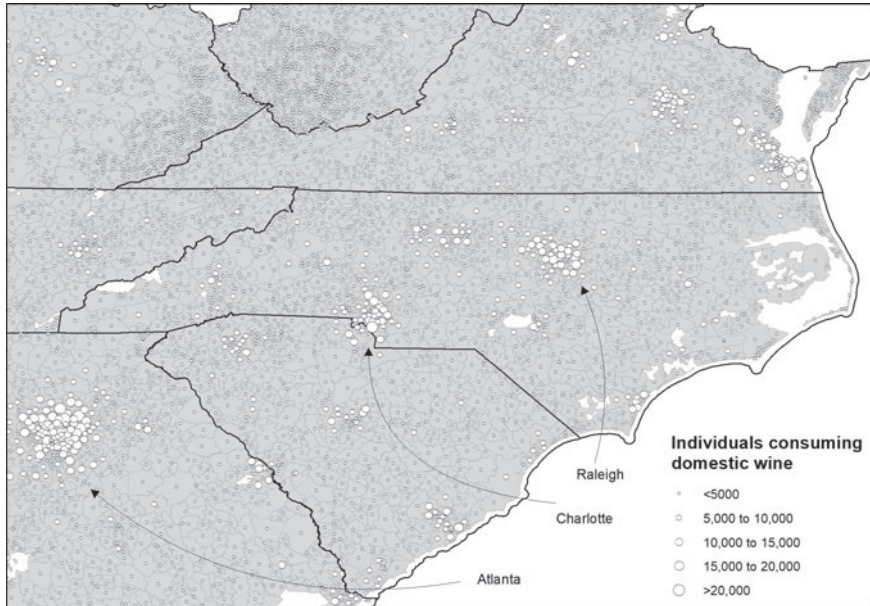 Raleigh
Charlotte
Atlanta
Individuals consuming
domestic wine
<5000
5,000 to 10,000
10,000 to 15,000
15,000 to 20,000
>20,000